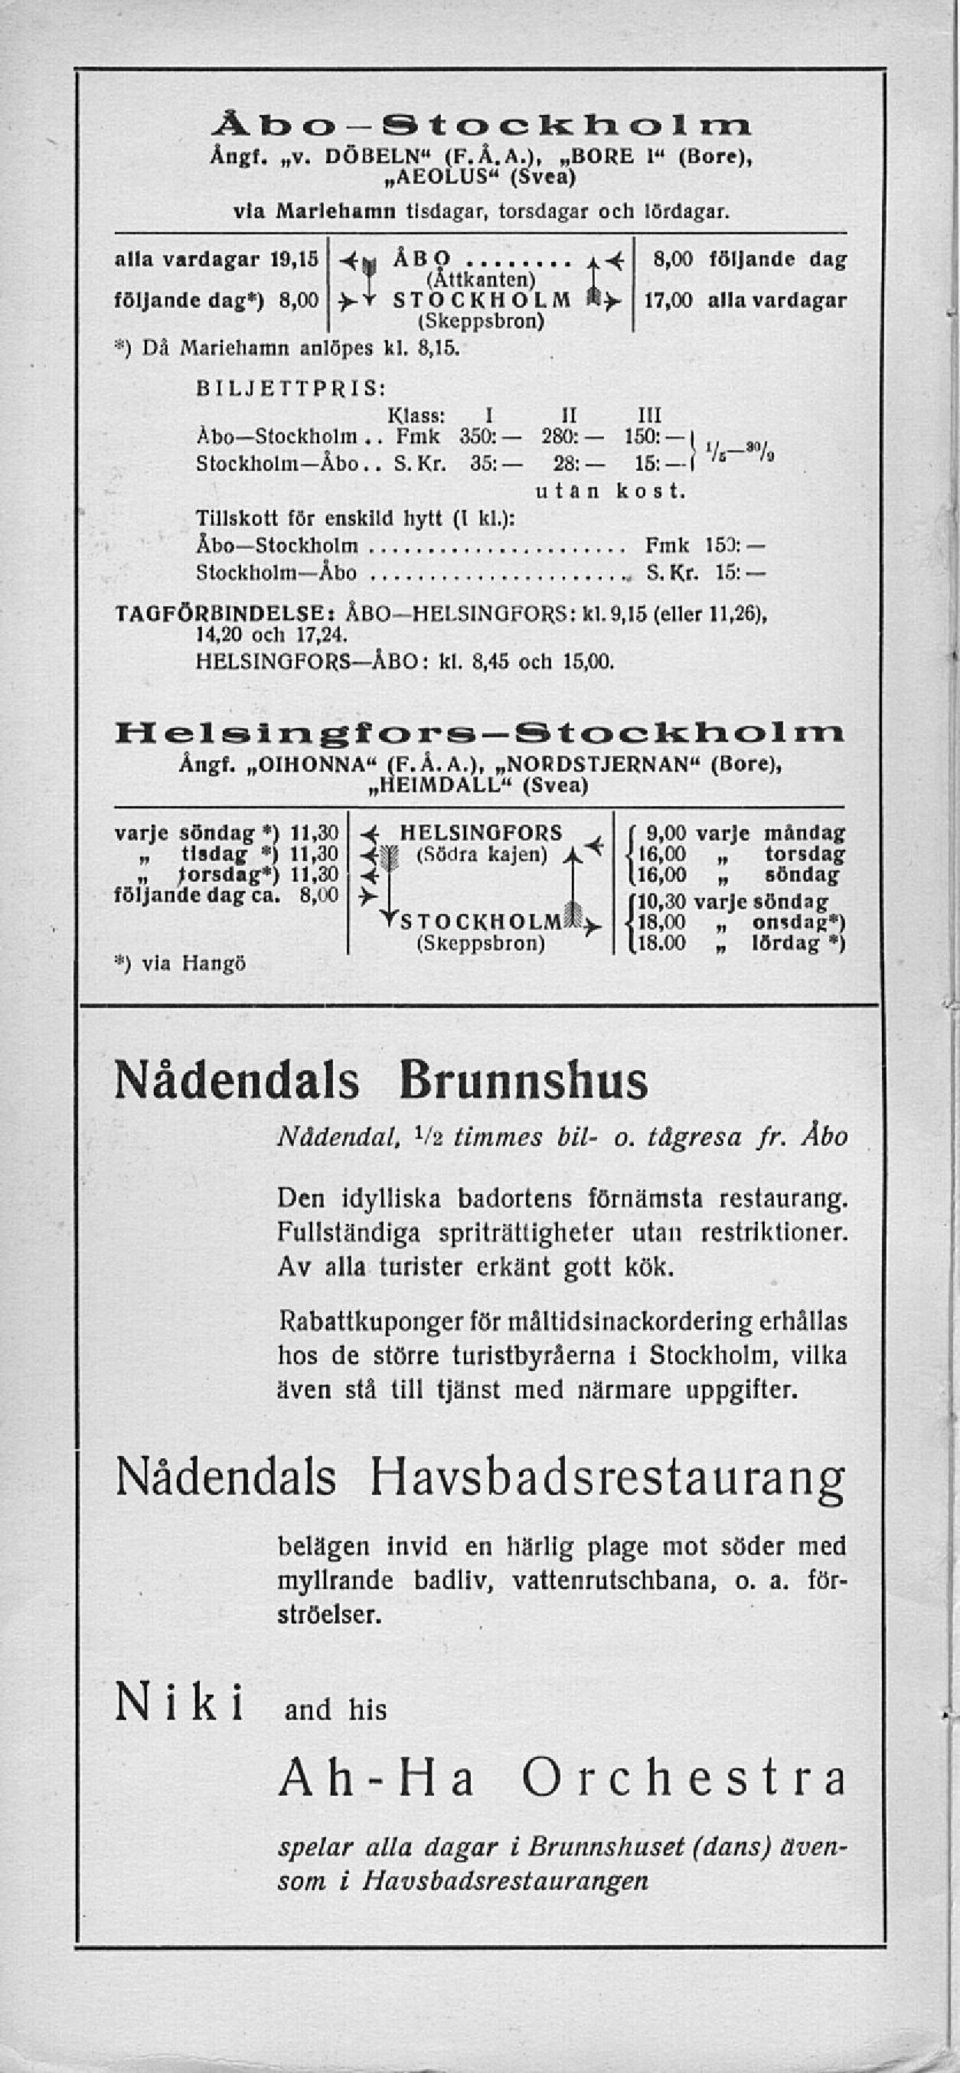 Åbo—Stockholm
Ångf. „v. DÖBELN“ (F.Å.A.), „BORE I“ (Bore),
„AEOLUS“ (Svea)
via Mariehamn tisdagar, torsdagar och lördagar.
alla vardagar 19,15 ÅBO ........ 8,00 följande dag
(Åttkanten)
följande dag*) 8,00 STOCKHOLM 17,00 alla vardagar
(Skeppsbron)
*) Då Mariehamn anlöpes kl. 8,15.
BILJETTPRIS:
Klass: I II III
Åbo—Stockholm .. Fmk 350:— 280:— 150:—
Stockholm—Åbo.. S.Kr. 35:— 28:— 15:— } 1/5—30/9
utan kost.
Tillskott för enskild hytt (I kl.):
Åbo—Stockholm ...................... Fmk 150:—
Stockholm—Åbo ...................... S.Kr. 15:—
TAGFÖRBINDELSE: ÅBO—HELSINGFORS: kl. 9,15 (eller 11,26),
14,20 och 17,24.
HELSINGFORS—ÅBO: kl. 8,45 och 15,00.
Helsingfors—Stockholm
Ångf. „OIHONNA“ (F.Å.A.), „NORDSTJERNAN“ (Bore),
„HEIMDALL“ (Svea)
varje söndag *) 11,30 HELSINGFORS { 9,00 varje måndag
„ tisdag *) 11,30 (Södra kajen) 16,00 „ torsdag
„ torsdag*) 11,30 16,00 „ söndag
följande dag ca. 8,00 { 10,30 varje söndag
STOCKHOLM 18,00 „ onsdag*)
(Skeppsbron) 18.00 „ lördag *)
*) via Hangö
Nådendals Brunnshus
Nådendal, 1/2 timmes bil- o. tågresa fr. Åbo
Den idylliska badortens förnämsta restaurang.
Fullständiga spriträttigheter utan restriktioner.
Av alla turister erkänt gott kök.
Rabattkuponger för måltidsinackordering erhållas
hos de större turistbyråerna i Stockholm, vilka
även stå till tjänst med närmare uppgifter.
Nådendals Havsbadsrestaurang
belägen invid en härlig plage mot söder med
myllrande badliv, vattenrutschbana, o. a. för-
ströelser.
Niki and his
Ah-Ha Orchestra
spelar alla dagar i Brunnshuset (dans) även-
som i Havsbadsrestaurangen